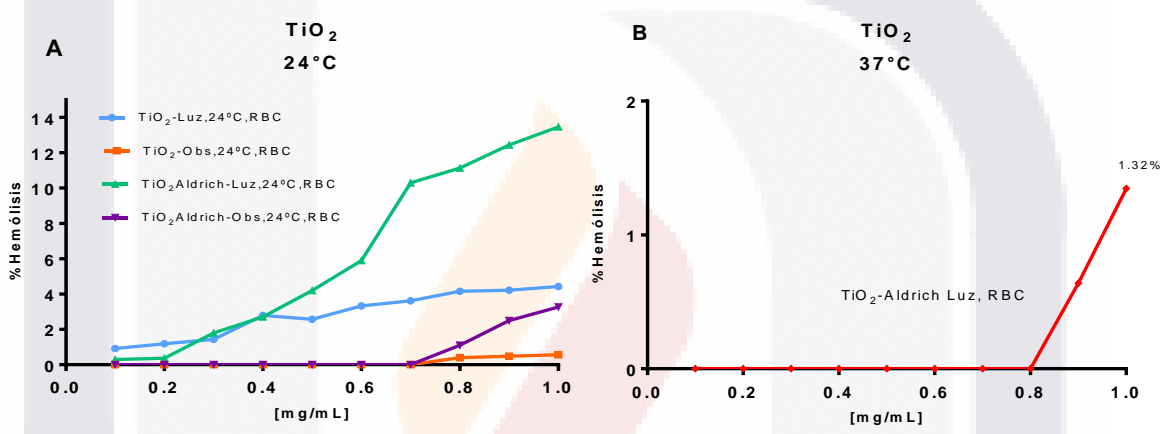 A
TiO2
24°C
%Hemólisis
14
12
10
8
6
4
2
0
TiO2-Luz,24ºC,RBC
TiO2-Obs,24ºC,RBC
TiO2Aldrich-Luz,24ºC,RBC
TiO2Aldrich-Obs,24ºC,RBC
0.0 0.2 0.4 0.6 0.8 1.0
[mg/mL]
B
TiO2
37°C
%Hemólisis
2
1
0
1.32%
TiO2-Aldrich Luz, RBC
0.0 0.2 0.4 0.6 0.8 1.0
[mg/mL]